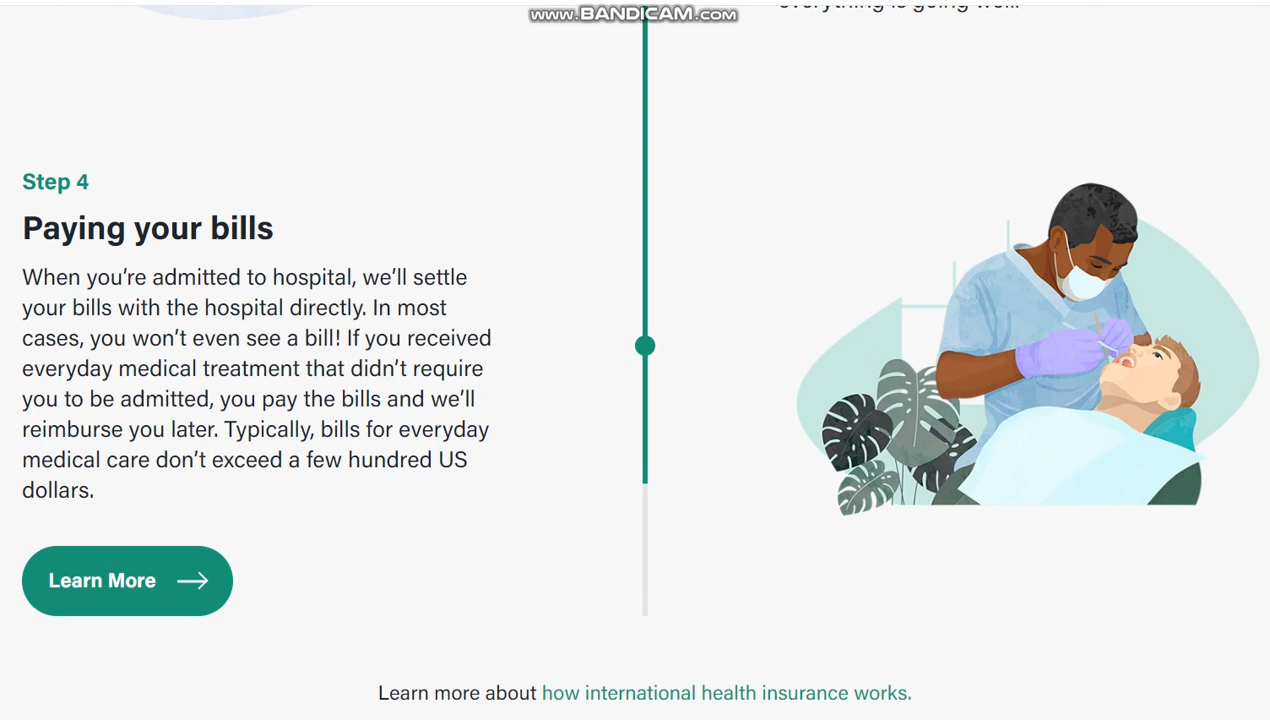 www.BANDICAM.com
Step 4
Paying your bills
When you’re admitted to hospital, we’ll settle
your bills with the hospital directly. In most
cases, you won’t even see a bill! If you received
everyday medical treatment that didn’t require
you to be admitted, you pay the bills and we’ll
reimburse you later. Typically, bills for everyday
medical care don’t exceed a few hundred US
dollars.
Learn More
Learn more about how international health insurance works.